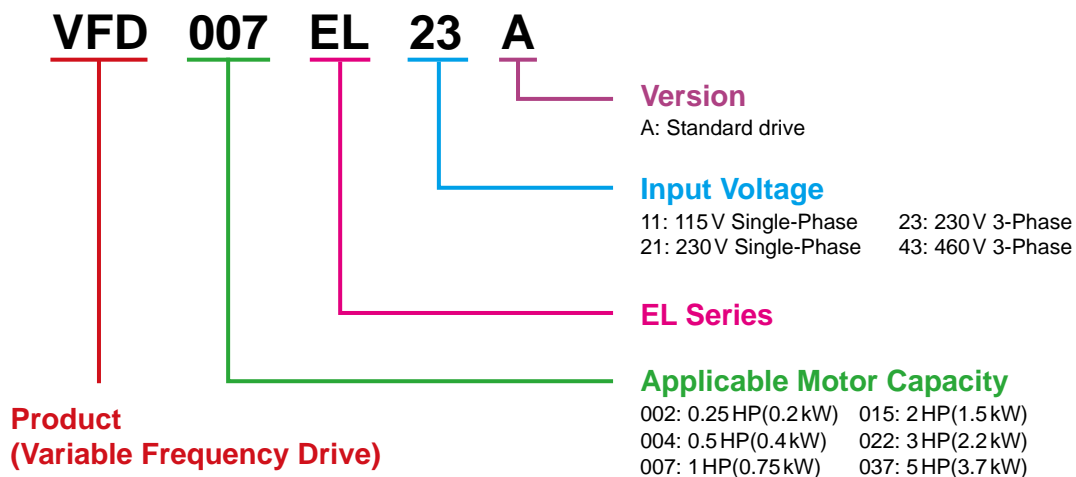 VFD 007 EL 23 A
Version
A: Standard drive
Input Voltage
11: 115 V Single-Phase 23: 230 V 3-Phase
21: 230 V Single-Phase 43: 460 V 3-Phase
EL Series
Applicable Motor Capacity
002: 0.25 HP(0.2 kW) 015: 2 HP(1.5 kW)
004: 0.5 HP(0.4 kW) 022: 3 HP(2.2 kW)
007: 1 HP(0.75 kW) 037: 5 HP(3.7 kW)
Product
(Variable Frequency Drive)